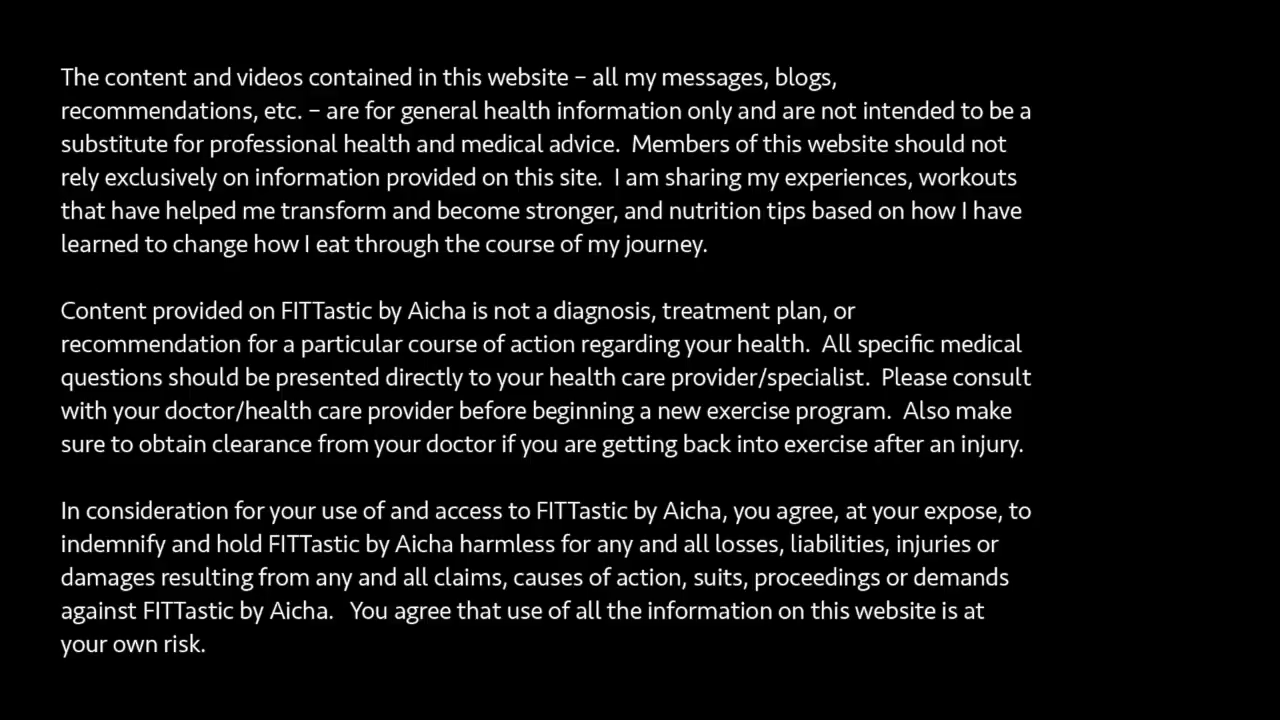 The content and videos contained in this website – all my messages, blogs,
recommendations, etc. – are for general health information only and are not intended to be a
substitute for professional health and medical advice.  Members of this website should not
rely exclusively on information provided on this site.  I am sharing my experiences, workouts
that have helped me transform and become stronger, and nutrition tips based on how I have
learned to change how I eat through the course of my journey.

Content provided on FITTastic by Aicha is not a diagnosis, treatment plan, or
recommendation for a particular course of action regarding your health.  All specific medical
questions should be presented directly to your health care provider/specialist.  Please consult
with your doctor/health care provider before beginning a new exercise program.  Also make
sure to obtain clearance from your doctor if you are getting back into exercise after an injury.

In consideration for your use of and access to FITTastic by Aicha, you agree, at your expose, to
indemnify and hold FITTastic by Aicha harmless for any and all losses, liabilities, injuries or
damages resulting from any and all claims, causes of action, suits, proceedings or demands
against FITTastic by Aicha.   You agree that use of all the information on this website is at
your own risk.